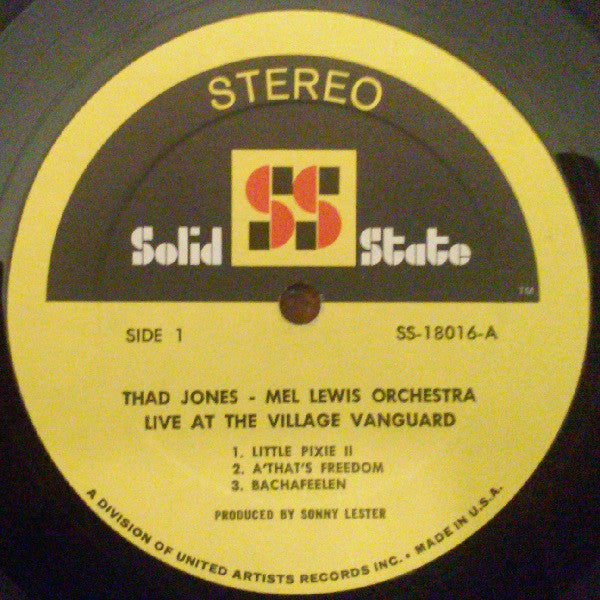 STEREO
Solid SS State
TM
SIDE 1 SS-18016-A
THAD JONES - MEL LEWIS ORCHESTRA
LIVE AT THE VILLAGE VANGUARD
1. LITTLE PIXIE II
2. A'THAT'S FREEDOM
3. BACHAFEELEN
PRODUCED BY SONNY LESTER
A DIVISION OF UNITED ARTISTS RECORDS INC. • MADE IN U.S.A.